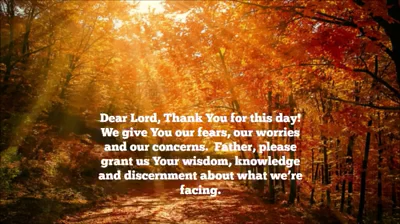 Dear Lord, Thank You for this day!
We give You our fears, our worries
and our concerns.  Father, please
grant us Your wisdom, knowledge
and discernment about what we're
facing.